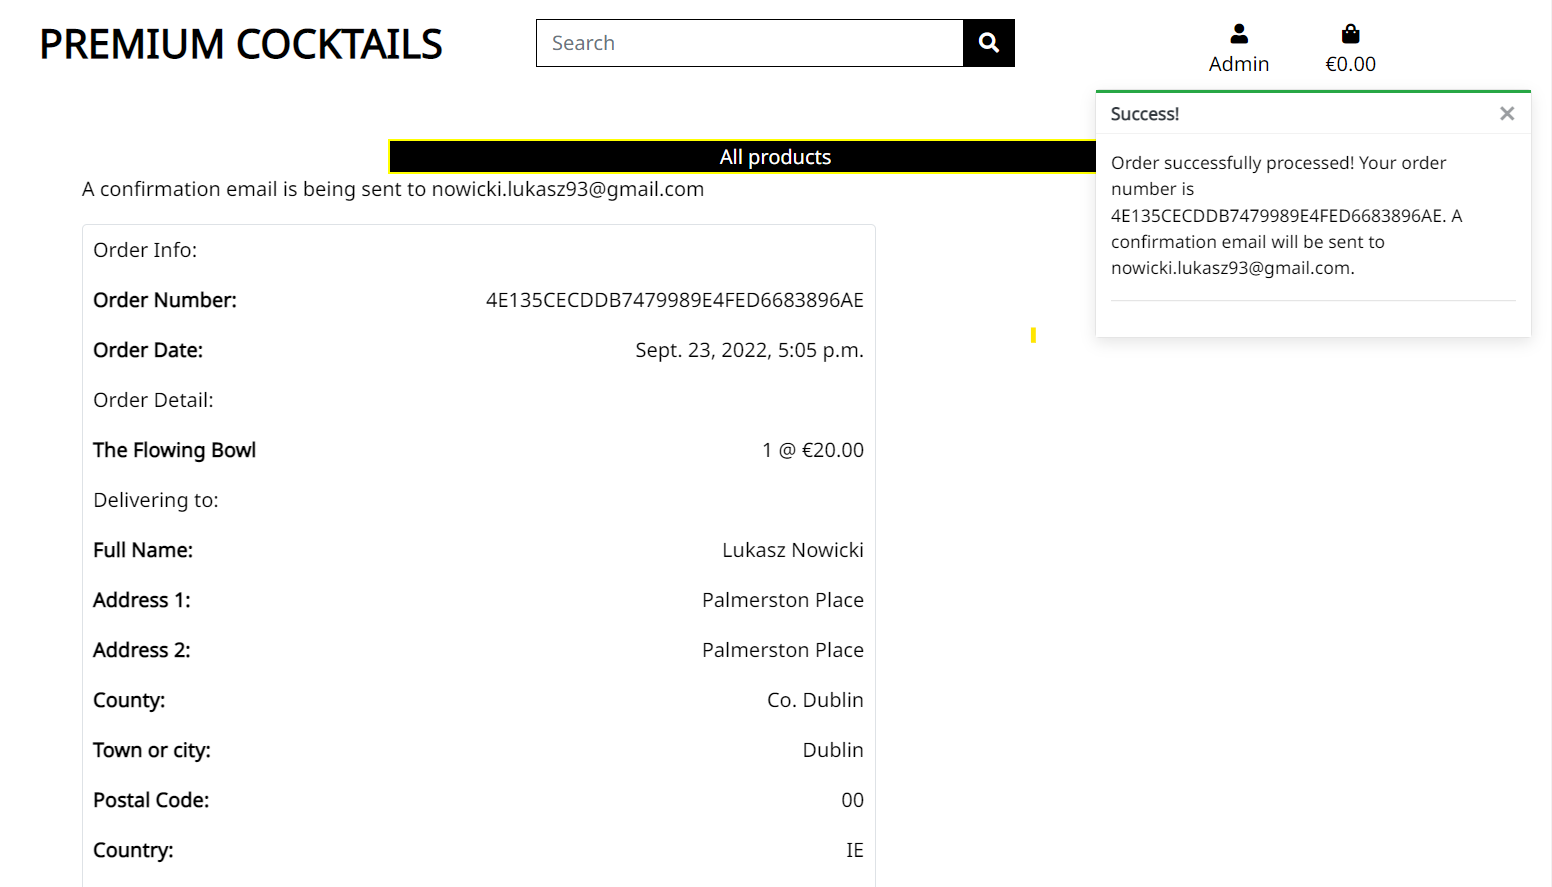 PREMIUM COCKTAILS
Search
Admin
€0.00
Success!
×
Order successfully processed! Your order
number is
4E135CECDDB7479989E4FED6683896AE. A
confirmation email will be sent to
nowicki.lukasz93@gmail.com.
All products
A confirmation email is being sent to nowicki.lukasz93@gmail.com
Order Info:
Order Number: 4E135CECDDB7479989E4FED6683896AE
Order Date: Sept. 23, 2022, 5:05 p.m.
Order Detail:
The Flowing Bowl 1 @ €20.00
Delivering to:
Full Name: Lukasz Nowicki
Address 1: Palmerston Place
Address 2: Palmerston Place
County: Co. Dublin
Town or city: Dublin
Postal Code: 00
Country: IE